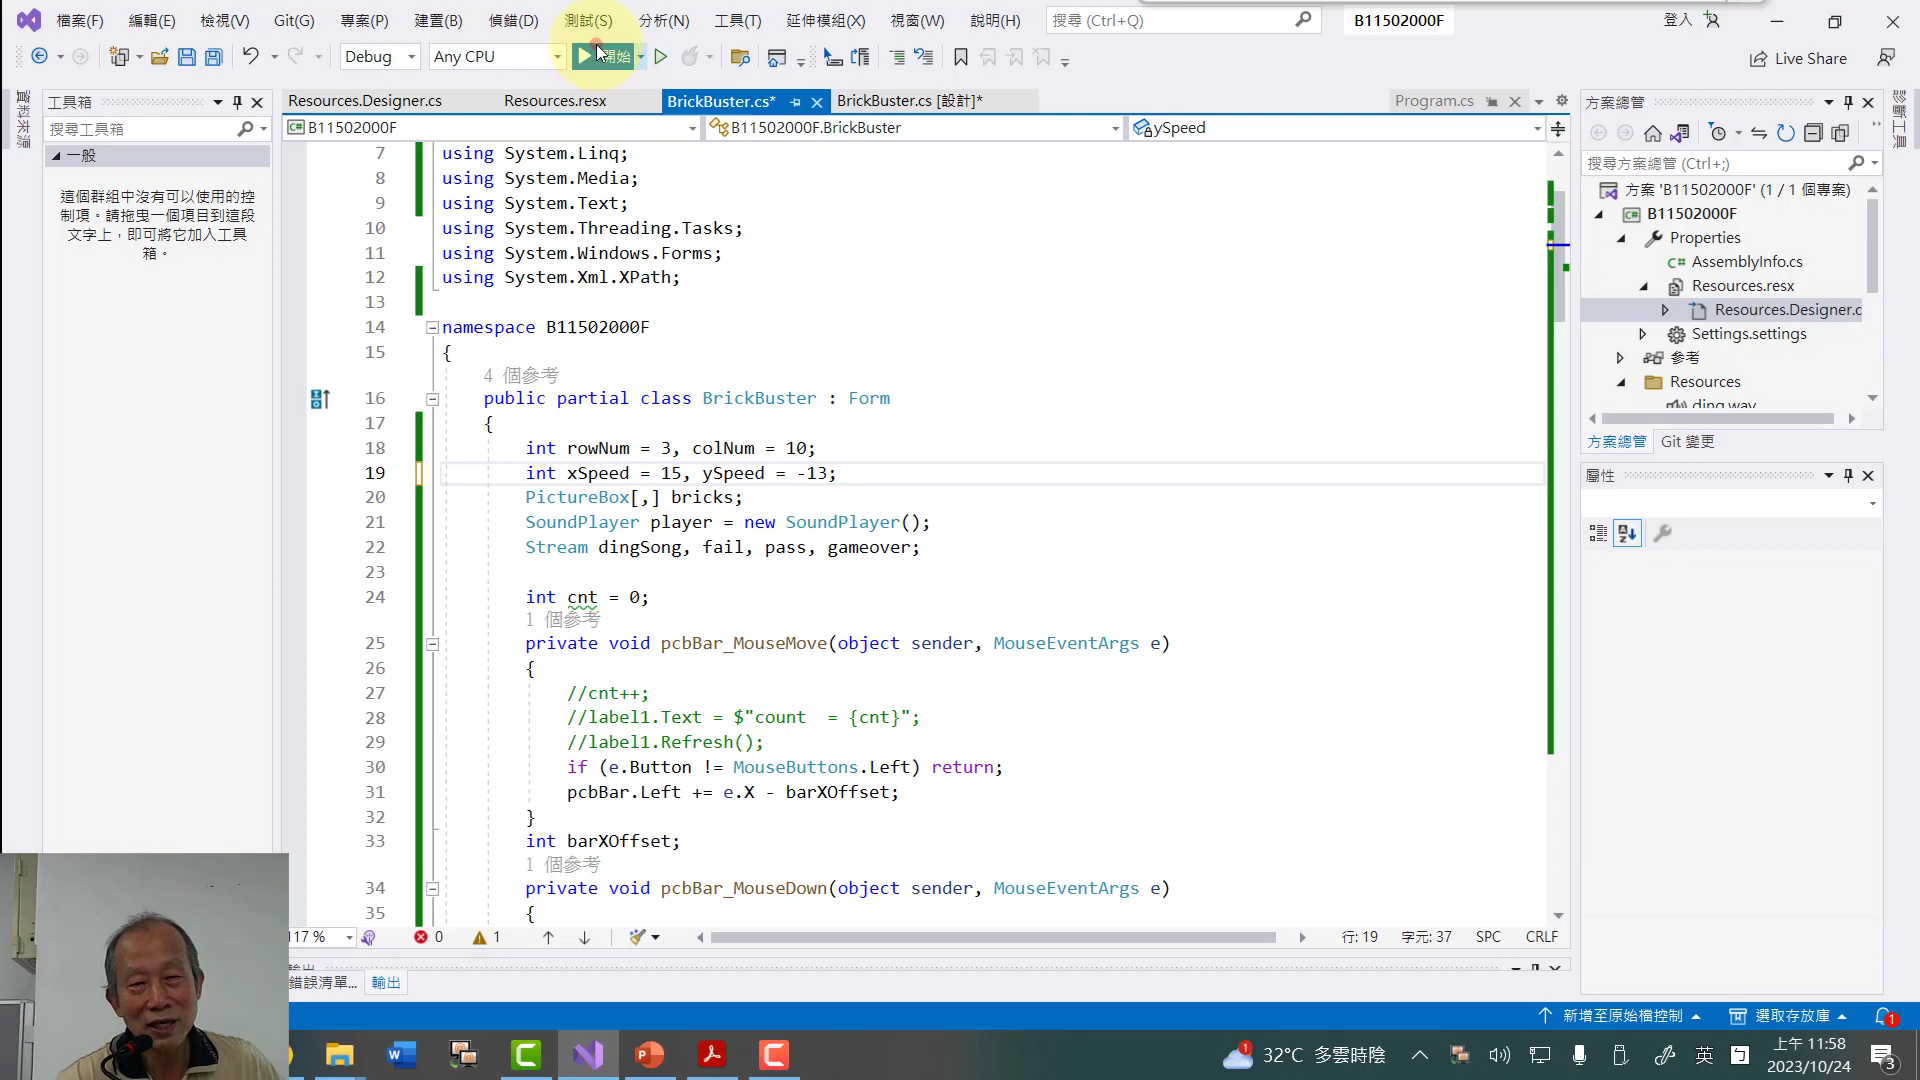 檔案(F) 編輯(E) 檢視(V) Git(G) 專案(P) 建置(B) 偵錯(D) 測試(S) 分析(N) 工具(T) 延伸模組(X) 視窗(W) 說明(H) 搜尋 (Ctrl+Q) B11502000F 登入
Debug Any CPU 開始 Live Share
資料來源
工具箱
搜尋工具箱
一般
這個群組中沒有可以使用的控
制項。請拖曳一個項目到這段
文字上，即可將它加入工具
箱。
Resources.Designer.cs Resources.resx BrickBuster.cs* BrickBuster.cs [設計]* Program.cs
B11502000F B11502000F.BrickBuster ySpeed
7 using System.Linq;
8 using System.Media;
9 using System.Text;
10 using System.Threading.Tasks;
11 using System.Windows.Forms;
12 using System.Xml.XPath;
13
14 namespace B11502000F
15 {
4 個參考
16 public partial class BrickBuster : Form
17 {
18 int rowNum = 3, colNum = 10;
19 int xSpeed = 15, ySpeed = -13;
20 PictureBox[,] bricks;
21 SoundPlayer player = new SoundPlayer();
22 Stream dingSong, fail, pass, gameover;
23
24 int cnt = 0;
1 個參考
25 private void pcbBar_MouseMove(object sender, MouseEventArgs e)
26 {
27 //cnt++;
28 //label1.Text = $"count  = {cnt}";
29 //label1.Refresh();
30 if (e.Button != MouseButtons.Left) return;
31 pcbBar.Left += e.X - barXOffset;
32 }
33 int barXOffset;
1 個參考
34 private void pcbBar_MouseDown(object sender, MouseEventArgs e)
35 {
117 % 0 1 行: 19 字元: 37 SPC CRLF
輸出
錯誤清單... 輸出
方案總管
搜尋方案總管 (Ctrl+;)
方案 'B11502000F' (1 / 1 個專案)
B11502000F
Properties
AssemblyInfo.cs
Resources.resx
Resources.Designer.c
Settings.settings
參考
Resources
ding.wav
方案總管 Git 變更
屬性
診斷工具
新增至原始檔控制 選取存放庫 1
1 32°C 多雲時陰 英 上午 11:58
2023/10/24 3